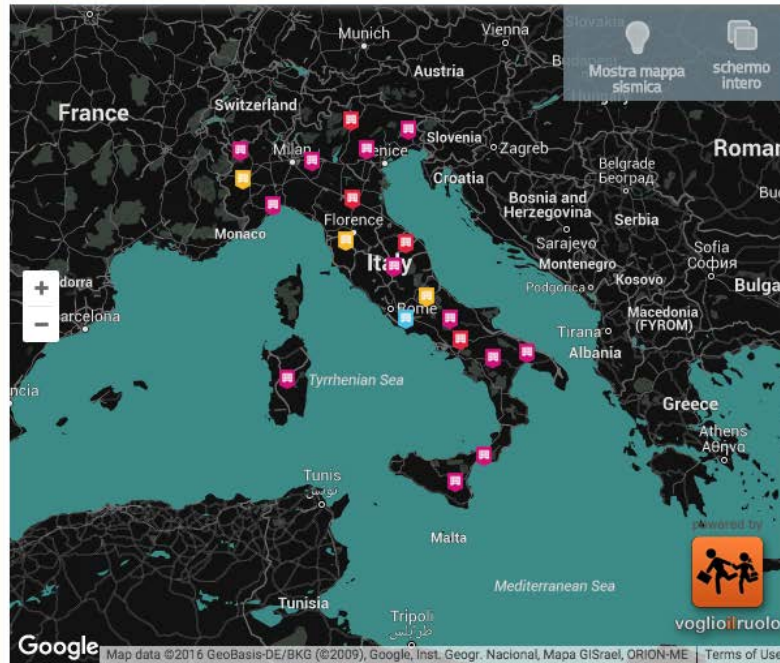 Slovakia
Munich
Vienna
Mostra mappa
sismica
schermo
intero
Austria
Switzerland
France
Slovenia
Milan
Venice
Zagreb
Roman
Croatia
Belgrade
Београд
Bosnia and
Herzegovina
Serbia
Florence
Monaco
Sarajevo
Sofia
София
Italy
Montenegro
Kosovo
Podgorica
Bulga
dorra
Rome
Macedonia
(FYROM)
arcelona
Tirana
Albania
ncia
Tyrrhenian Sea
Greece
Athens
Αθήνα
Tunis
تونس
powered by
Malta
Mediterranean Sea
Tunisia
voglioilruolo
Tripoli
طرابلس
Google
Map data ©2016 GeoBasis-DE/BKG (©2009), Google, Inst. Geogr. Nacional, Mapa GISrael, ORION-ME
Terms of Use